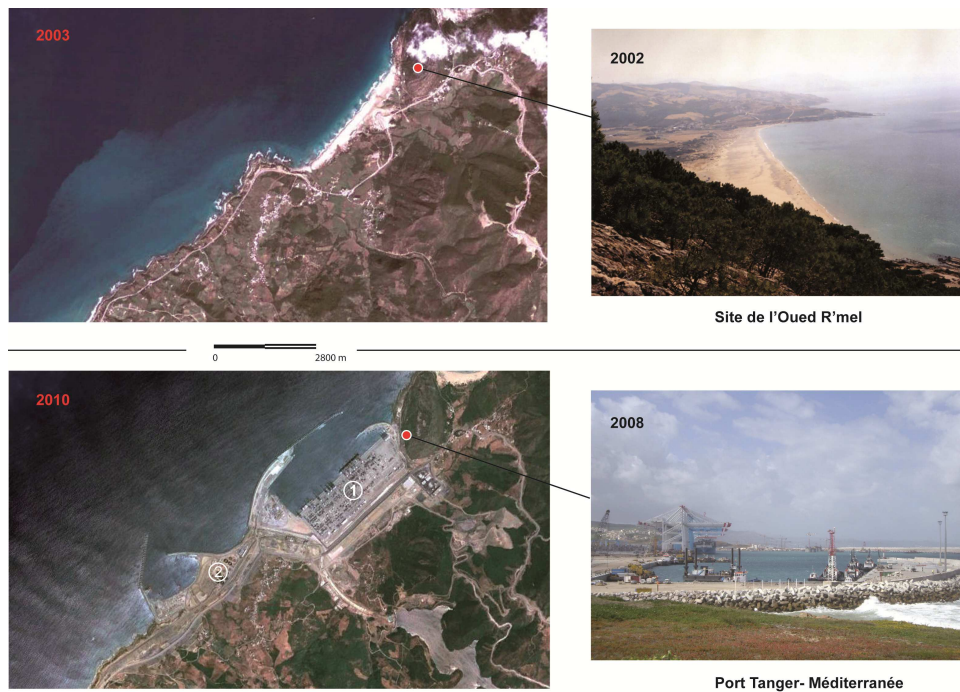 2003
2002
Site de l'Oued R'mel
0 2800 m
2010
1
2
2008
Port Tanger- Méditerranée